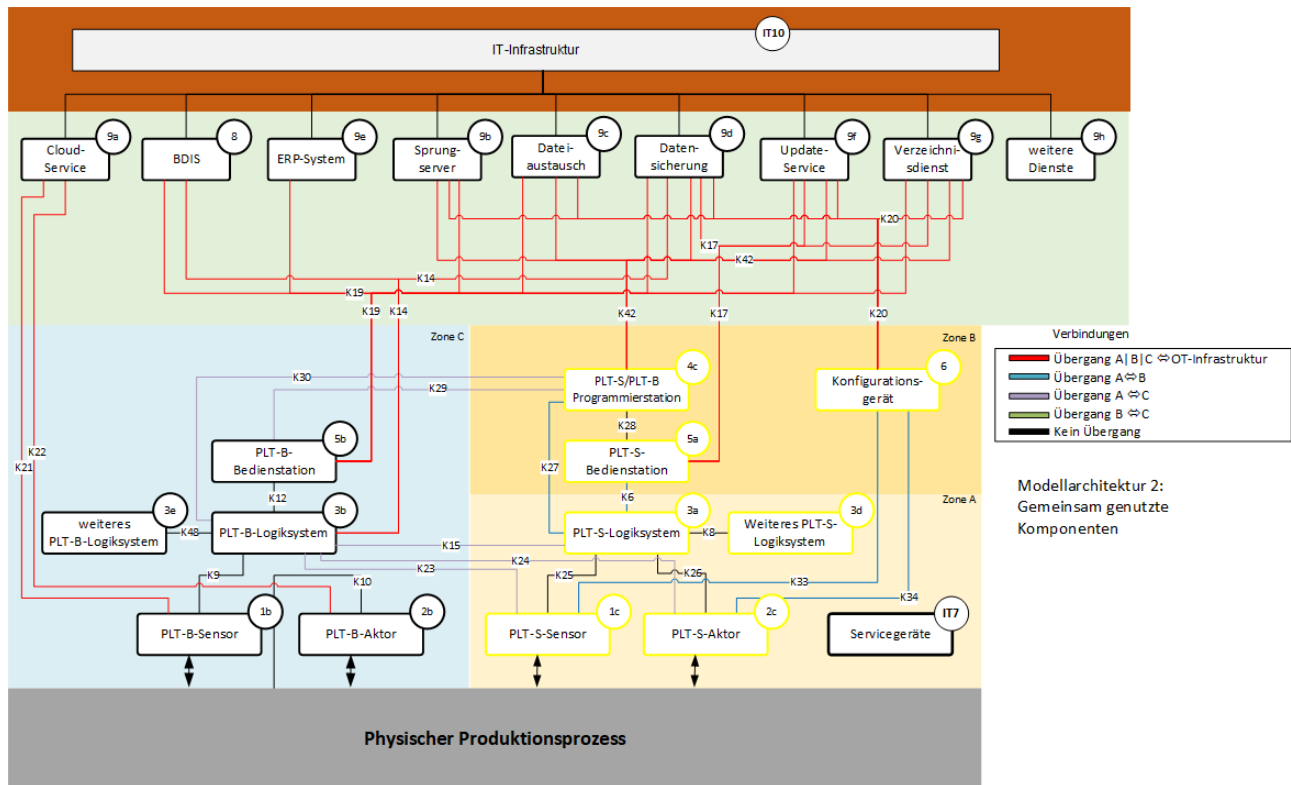 IT10
IT-Infrastruktur
9a
8
9e
9b
9c
9d
9f
9g
9h
Cloud-
Service
BDIS
ERP-System
Sprung-
server
Datei-
austausch
Daten-
sicherung
Update-
Service
Verzeichni-
sdienst
weitere
Dienste
K20
K17
K42
K14
K19
K19
K14
K42
K17
K20
Zone C
Zone B
Verbindungen
Übergang A|B|C ⇔OT-Infrastruktur
Übergang A⇔B
Übergang A ⇔C
Übergang B ⇔C
Kein Übergang
K30
K29
4c
PLT-S/PLT-B
Programmierstation
6
Konfigurations-
gerät
K28
5b
PLT-B-
Bedienstation
5a
PLT-S-
Bedienstation
K22
K21
K27
K12
K6
Zone A
Modellarchitektur 2:
Gemeinsam genutzte
Komponenten
3e
weiteres
PLT-B-Logiksystem
K48
3b
PLT-B-Logiksystem
3a
PLT-S-Logiksystem
K8
3d
Weiteres PLT-S-
Logiksystem
K15
K24
K23
K9
K10
K25
K26
K33
K34
1b
PLT-B-Sensor
2b
PLT-B-Aktor
1c
PLT-S-Sensor
2c
PLT-S-Aktor
IT7
Servicegeräte
Physischer Produktionsprozess